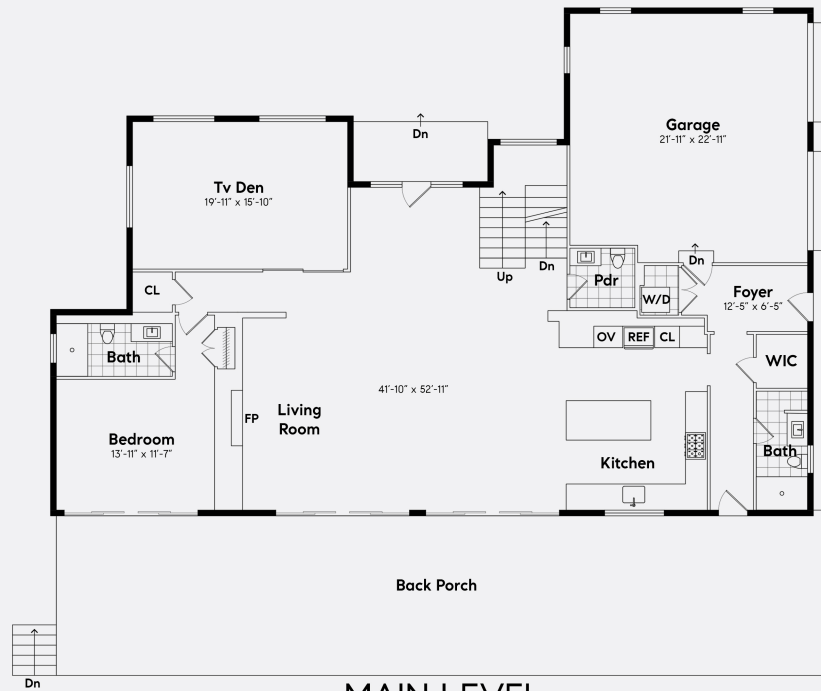 Garage
21'-11" x 22'-11"
Dn
Tv Den
19'-11" x 15'-10"
Up
Dn
Pdr
Dn
W/D
Foyer
12'-5" x 6'-5"
CL
Bath
OV
REF
CL
WIC
41'-10" x 52'-11"
FP
Living
Room
Bedroom
13'-11" x 11'-7"
Kitchen
Bath
Back Porch
Dn
MAIN LEVEL